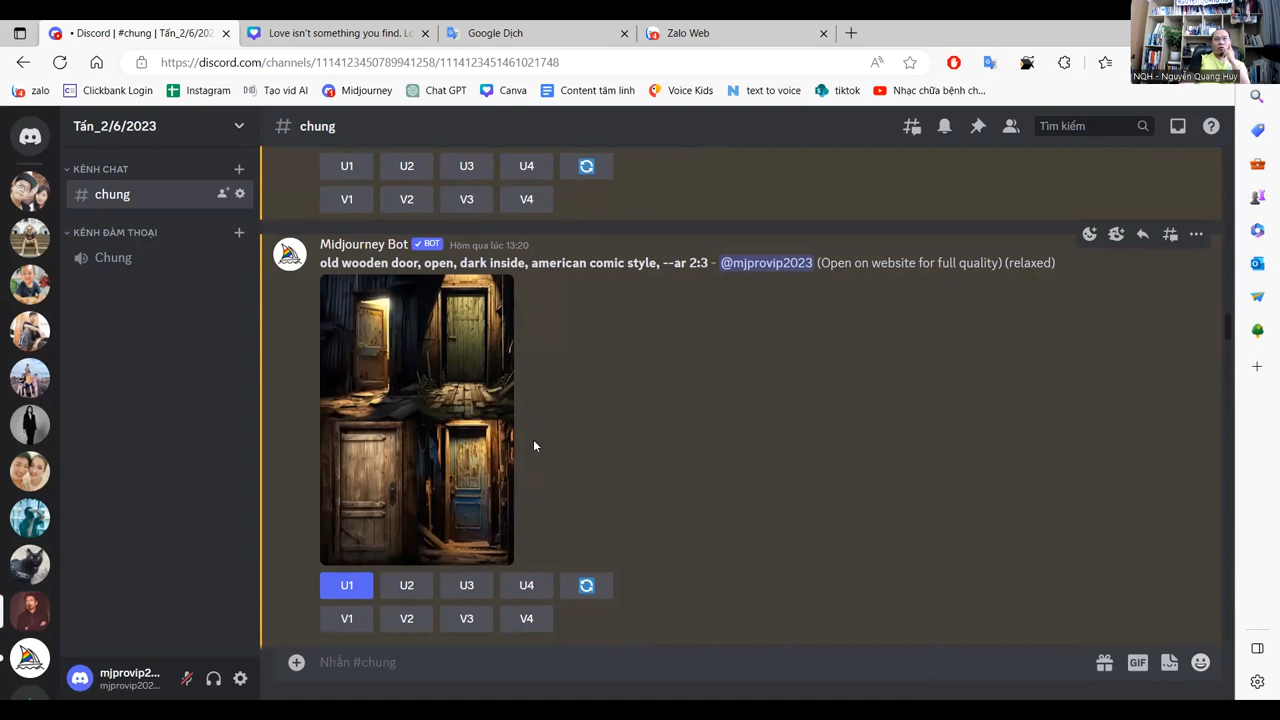 Discord | #chung | Tấn_2/6/202
Love isn't something you find. Lo
Google Dịch
Zalo Web
https://discord.com/channels/1114123450789941258/1114123451461021748
zalo
Clickbank Login
Instagram
Tạo vid AI
Midjourney
Chat GPT
Canva
Content tâm linh
Voice Kids
text to voice
tiktok
Nhạc chữa bệnh ch...
NQH - Nguyễn Quang Huy
Tấn_2/6/2023
# chung
Tìm kiếm
KÊNH CHAT
# chung
KÊNH ĐÀM THOẠI
Chung
U1 U2 U3 U4
V1 V2 V3 V4
Midjourney Bot ✓ BOT Hôm qua lúc 13:20
old wooden door, open, dark inside, american comic style, --ar 2:3 - @mjprovip2023 (Open on website for full quality) (relaxed)
U1 U2 U3 U4
V1 V2 V3 V4
mjprovip2...
mjprovip202...
Nhắn #chung
GIF